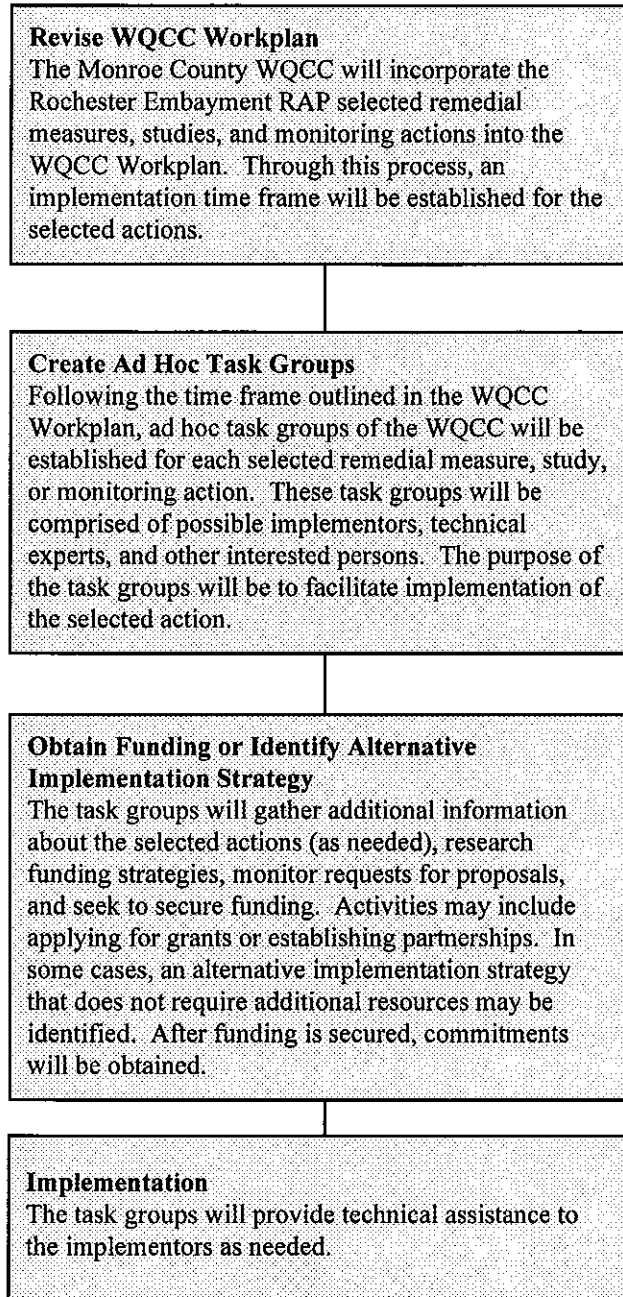 Revise WQCC Workplan
The Monroe County WQCC will incorporate the
Rochester Embayment RAP selected remedial
measures, studies, and monitoring actions into the
WQCC Workplan. Through this process, an
implementation time frame will be established for the
selected actions.
Create Ad Hoc Task Groups
Following the time frame outlined in the WQCC
Workplan, ad hoc task groups of the WQCC will be
established for each selected remedial measure, study,
or monitoring action. These task groups will be
comprised of possible implementors, technical
experts, and other interested persons. The purpose of
the task groups will be to facilitate implementation of
the selected action.
Obtain Funding or Identify Alternative
Implementation Strategy
The task groups will gather additional information
about the selected actions (as needed), research
funding strategies, monitor requests for proposals,
and seek to secure funding. Activities may include
applying for grants or establishing partnerships. In
some cases, an alternative implementation strategy
that does not require additional resources may be
identified. After funding is secured, commitments
will be obtained.
Implementation
The task groups will provide technical assistance to
the implementors as needed.